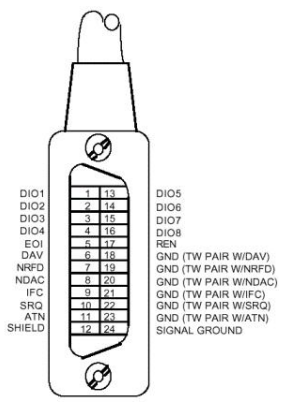 DIO1 1 13 DIO5
DIO2 2 14 DIO6
DIO3 3 15 DIO7
DIO4 4 16 DIO8
EOI 5 17 REN
DAV 6 18 GND (TW PAIR W/DAV)
NRFD 7 19 GND (TW PAIR W/NRFD)
NDAC 8 20 GND (TW PAIR W/NDAC)
IFC 9 21 GND (TW PAIR W/IFC)
SRQ 10 22 GND (TW PAIR W/SRQ)
ATN 11 23 GND (TW PAIR W/ATN)
SHIELD 12 24 SIGNAL GROUND